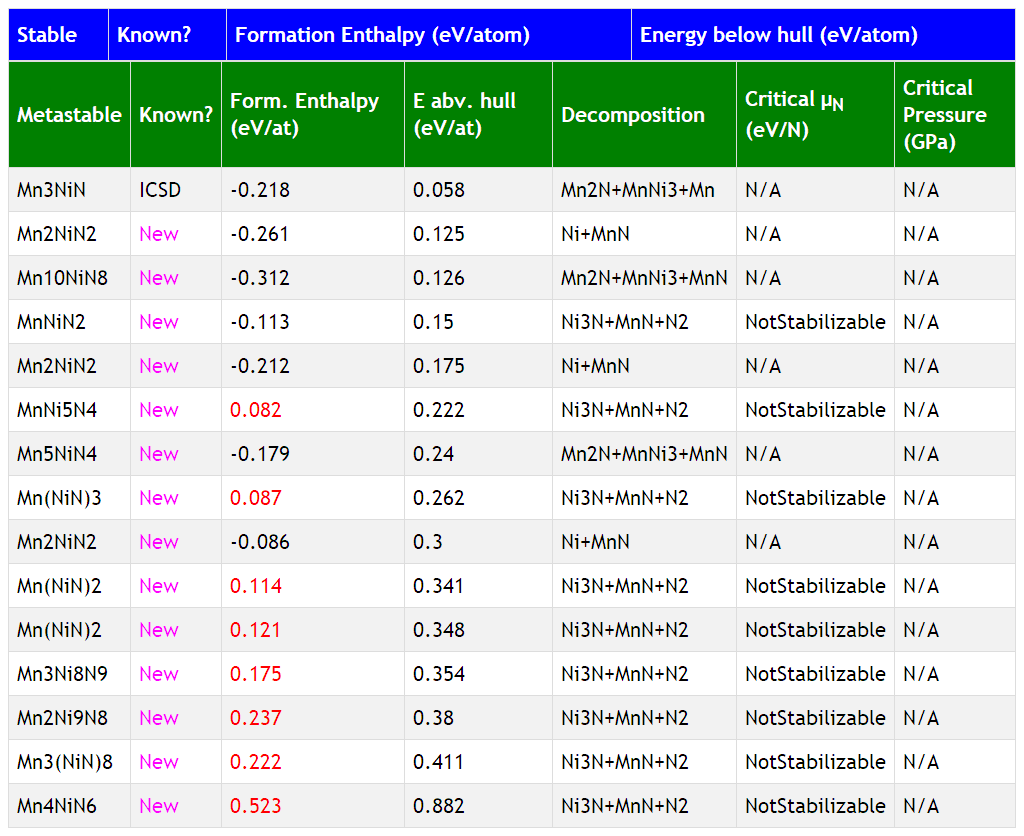 Stable Known? Formation Enthalpy (eV/atom) Energy below hull (eV/atom)
Metastable Known? Form. Enthalpy (eV/at) E abv. hull (eV/at) Decomposition Critical μN (eV/N) Critical Pressure (GPa)
Mn3NiN ICSD -0.218 0.058 Mn2N+MnNi3+Mn N/A N/A
Mn2NiN2 New -0.261 0.125 Ni+MnN N/A N/A
Mn10NiN8 New -0.312 0.126 Mn2N+MnNi3+MnN N/A N/A
MnNiN2 New -0.113 0.15 Ni3N+MnN+N2 NotStabilizable N/A
Mn2NiN2 New -0.212 0.175 Ni+MnN N/A N/A
MnNi5N4 New 0.082 0.222 Ni3N+MnN+N2 NotStabilizable N/A
Mn5NiN4 New -0.179 0.24 Mn2N+MnNi3+MnN N/A N/A
Mn(NiN)3 New 0.087 0.262 Ni3N+MnN+N2 NotStabilizable N/A
Mn2NiN2 New -0.086 0.3 Ni+MnN N/A N/A
Mn(NiN)2 New 0.114 0.341 Ni3N+MnN+N2 NotStabilizable N/A
Mn(NiN)2 New 0.121 0.348 Ni3N+MnN+N2 NotStabilizable N/A
Mn3Ni8N9 New 0.175 0.354 Ni3N+MnN+N2 NotStabilizable N/A
Mn2Ni9N8 New 0.237 0.38 Ni3N+MnN+N2 NotStabilizable N/A
Mn3(NiN)8 New 0.222 0.411 Ni3N+MnN+N2 NotStabilizable N/A
Mn4NiN6 New 0.523 0.882 Ni3N+MnN+N2 NotStabilizable N/A